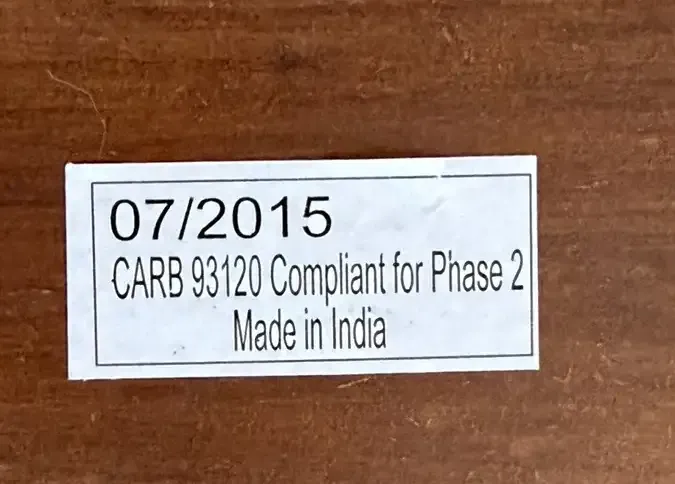 07/2015
CARB 93120 Compliant for Phase 2
Made in India